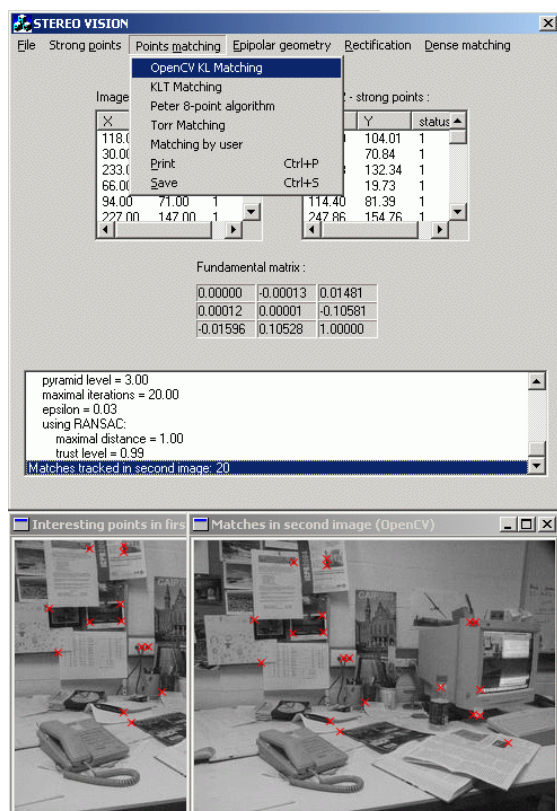 STEREO VISION
File Strong points Points matching Epipolar geometry Rectification Dense matching
OpenCV KL Matching
KLT Matching
Peter 8-point algorithm
Torr Matching
Matching by user
Print Ctrl+P
Save Ctrl+S
Image - strong points :
X Y status
118.0 104.01 1
30.00 70.84 1
233.0 132.34 1
66.00 19.73 1
94.00 71.00 1 114.40 81.39 1
227.00 147.00 1 247.86 154.76 1
Fundamental matrix :
0.00000 -0.00013 0.01481
0.00012 0.00001 -0.10581
-0.01596 0.10528 1.00000
pyramid level = 3.00
maximal iterations = 20.00
epsilon = 0.03
using RANSAC:
maximal distance = 1.00
trust level = 0.99
Matches tracked in second image: 20
Interesting points in firs Matches in second image (OpenCV)